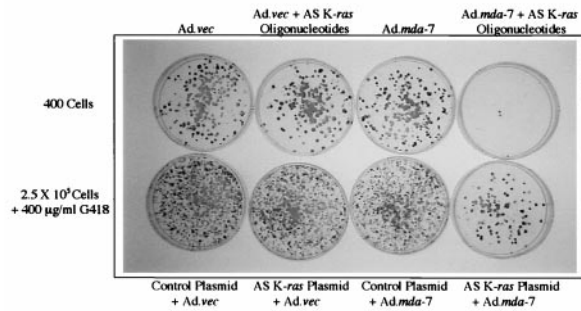 Ad.vec
Ad.vec + AS K-ras
Oligonucleotides
Ad.mda-7
Ad.mda-7 + AS K-ras
Oligonucleotides
400 Cells
2.5 X 10⁵ Cells
+ 400 µg/ml G418
Control Plasmid
+ Ad.vec
AS K-ras Plasmid
+ Ad.vec
Control Plasmid
+ Ad.mda-7
AS K-ras Plasmid
+ Ad.mda-7